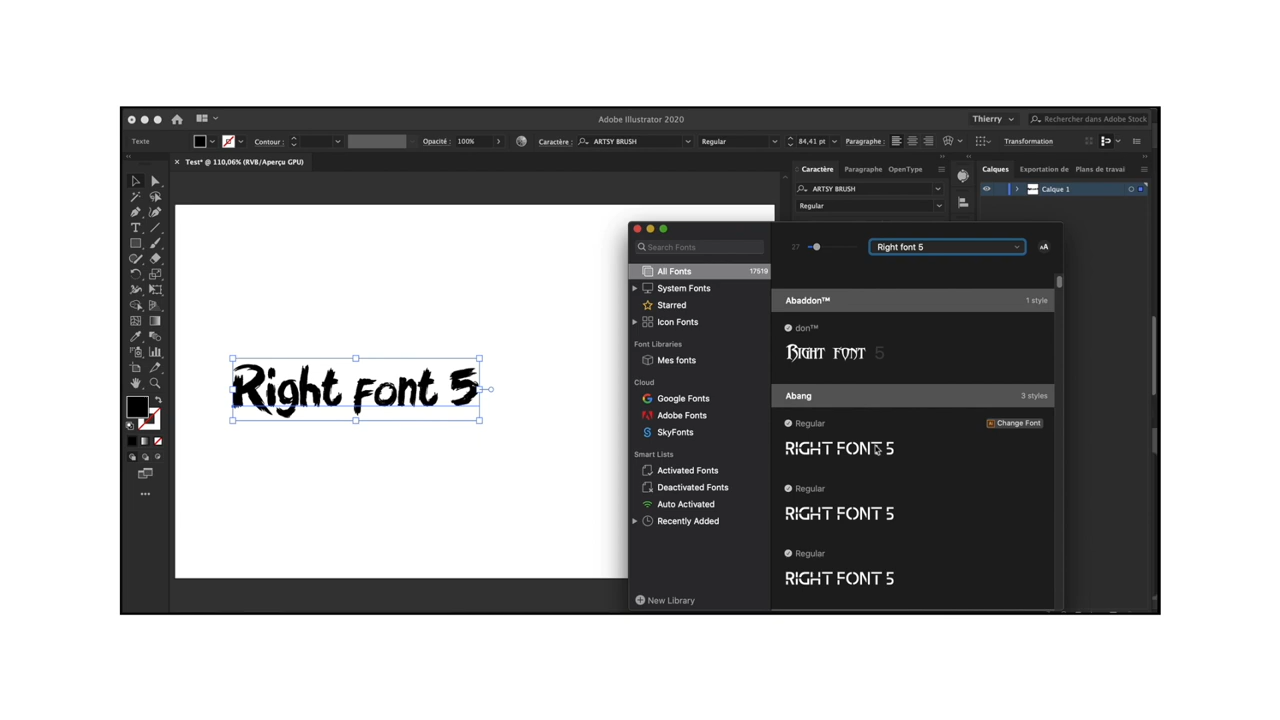 Adobe Illustrator 2020
Thierry
Rechercher dans Adobe Stock
Texte
Contour :
Opacité : 100%
Caractère : ARTSY BRUSH
Regular
84,41 pt
Paragraphe :
Transformation
× Test* @ 110,06% (RVB/Aperçu GPU)
Caractère Paragraphe OpenType
Calques Exportation de Plans de travai
ARTSY BRUSH
Calque 1
Regular
Right font 5
Search Fonts
27
Right font 5
AA
All Fonts 17519
System Fonts
Starred
Icon Fonts
Font Libraries
Mes fonts
Cloud
Google Fonts
Adobe Fonts
SkyFonts
Smart Lists
Activated Fonts
Deactivated Fonts
Auto Activated
Recently Added
New Library
Abaddon™ 1 style
don™
Right font 5
Abang 3 styles
Regular Change Font
RIGHT FONT 5
Regular
RIGHT FONT 5
Regular
RIGHT FONT 5